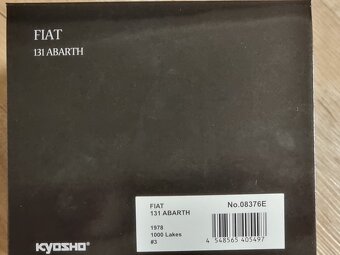 FIAT
131 ABARTH
FIAT No.08376E
131 ABARTH
1978
1000 Lakes
#3
4 548565 405497
KYOSHO